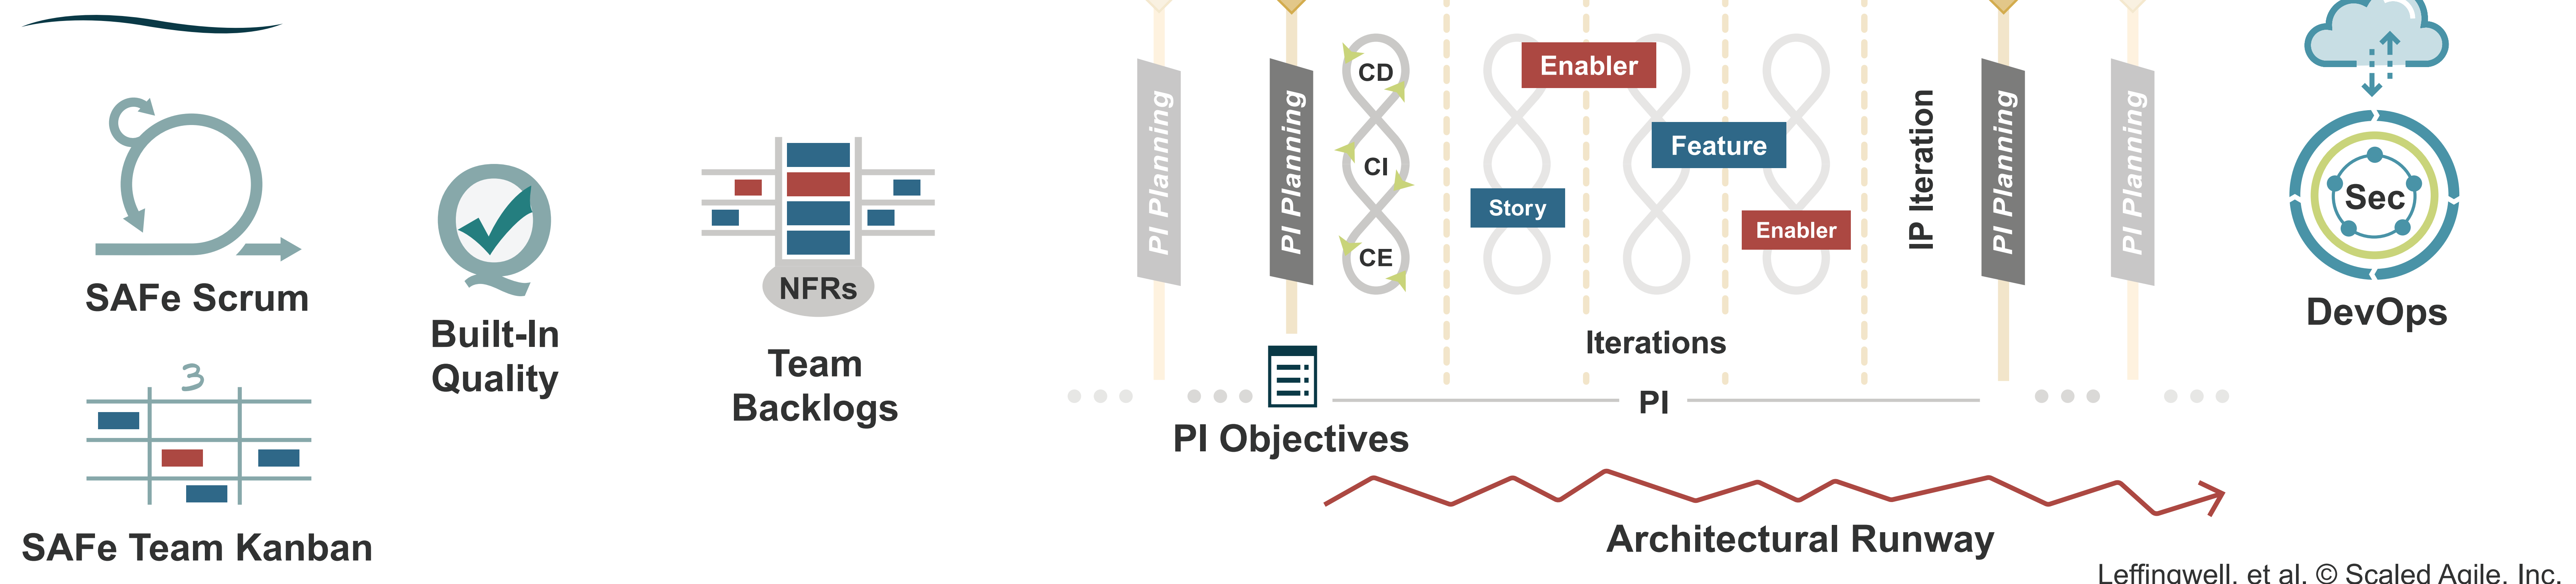 SAFe Scrum
3
SAFe Team Kanban
Built-In
Quality
NFRs
Team
Backlogs
PI Planning
PI Planning
CD
CI
CE
Enabler
Feature
Story
Enabler
IP Iteration
PI Planning
PI Planning
Iterations
PI
PI Objectives
Architectural Runway
Sec
DevOps
Leffingwell, et al. © Scaled Agile, Inc.